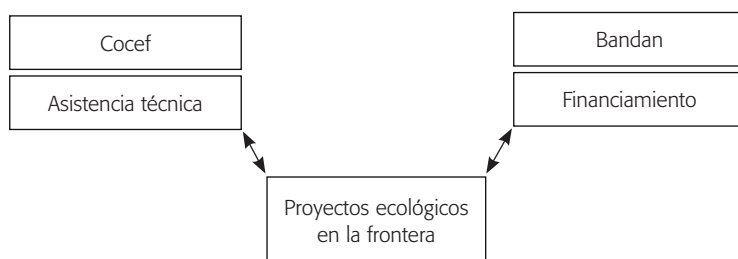 Cocef
Asistencia técnica
Bandan
Financiamiento
Proyectos ecológicos
en la frontera